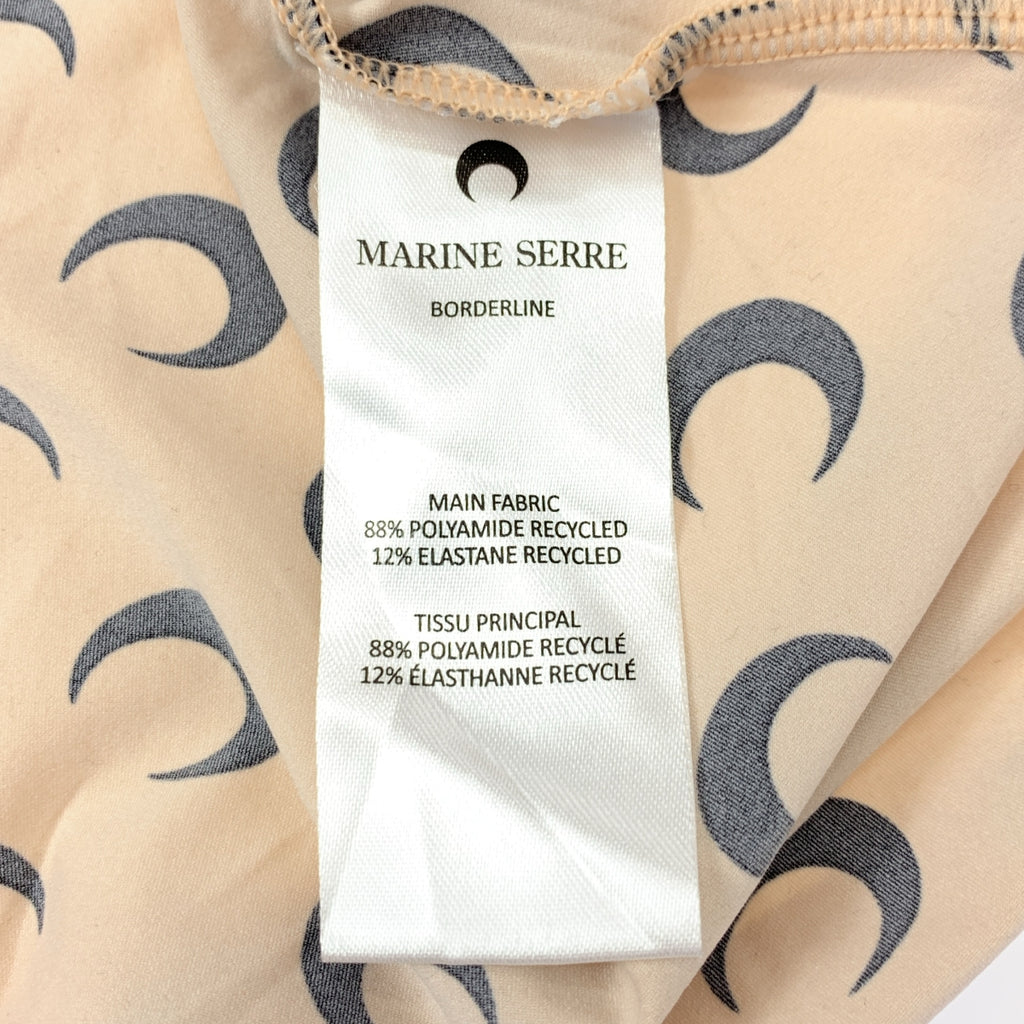 MARINE SERRE
BORDERLINE
MAIN FABRIC
88% POLYAMIDE RECYCLED
12% ELASTANE RECYCLED
TISSU PRINCIPAL
88% POLYAMIDE RECYCLÉ
12% ÉLASTHANNE RECYCLÉ